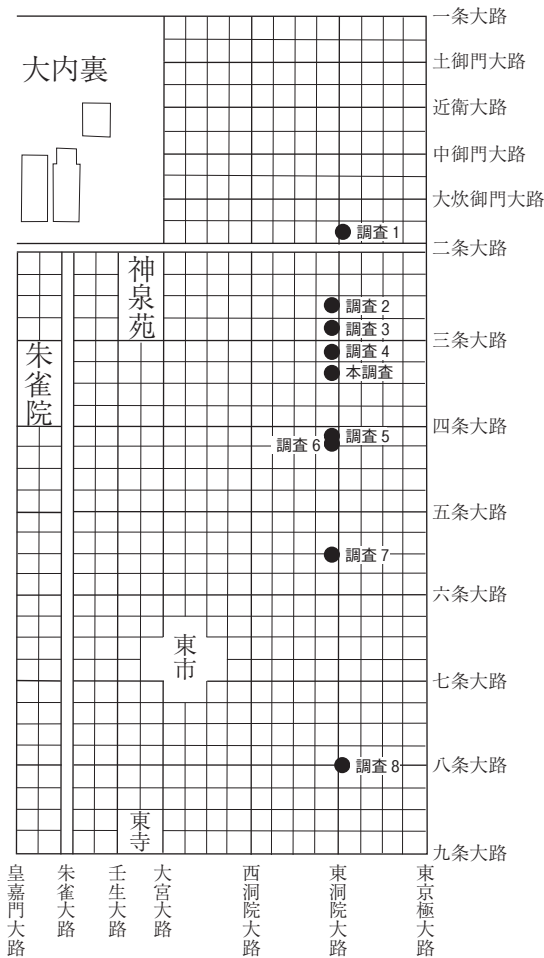 一条大路
大内裏
土御門大路
近衛大路
中御門大路
大炊御門大路
調査 1
二条大路
神泉苑
調査 2
調査 3
三条大路
朱雀院
調査 4
本調査
四条大路
調査 5
調査 6
五条大路
調査 7
六条大路
東市
七条大路
調査 8
八条大路
東寺
九条大路
皇嘉門大路
朱雀大路
壬生大路
大宮大路
西洞院大路
東洞院大路
東京極大路